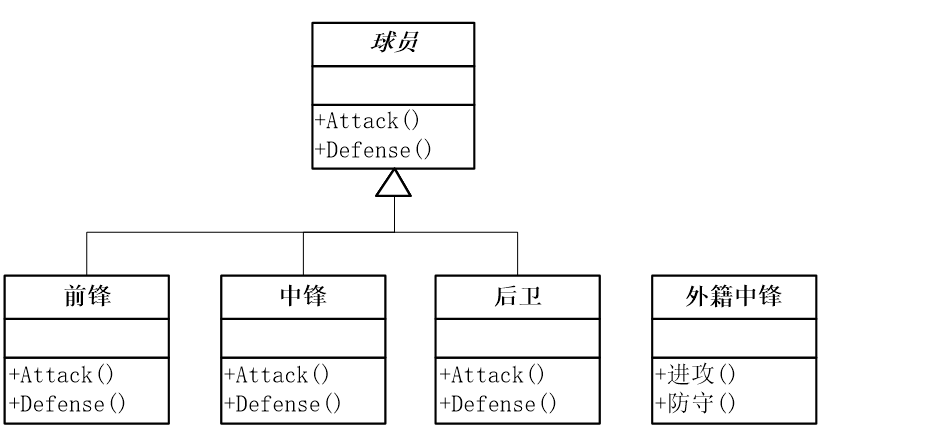 球员
+Attack()
+Defense()
前锋
+Attack()
+Defense()
中锋
+Attack()
+Defense()
后卫
+Attack()
+Defense()
外籍中锋
+进攻()
+防守()